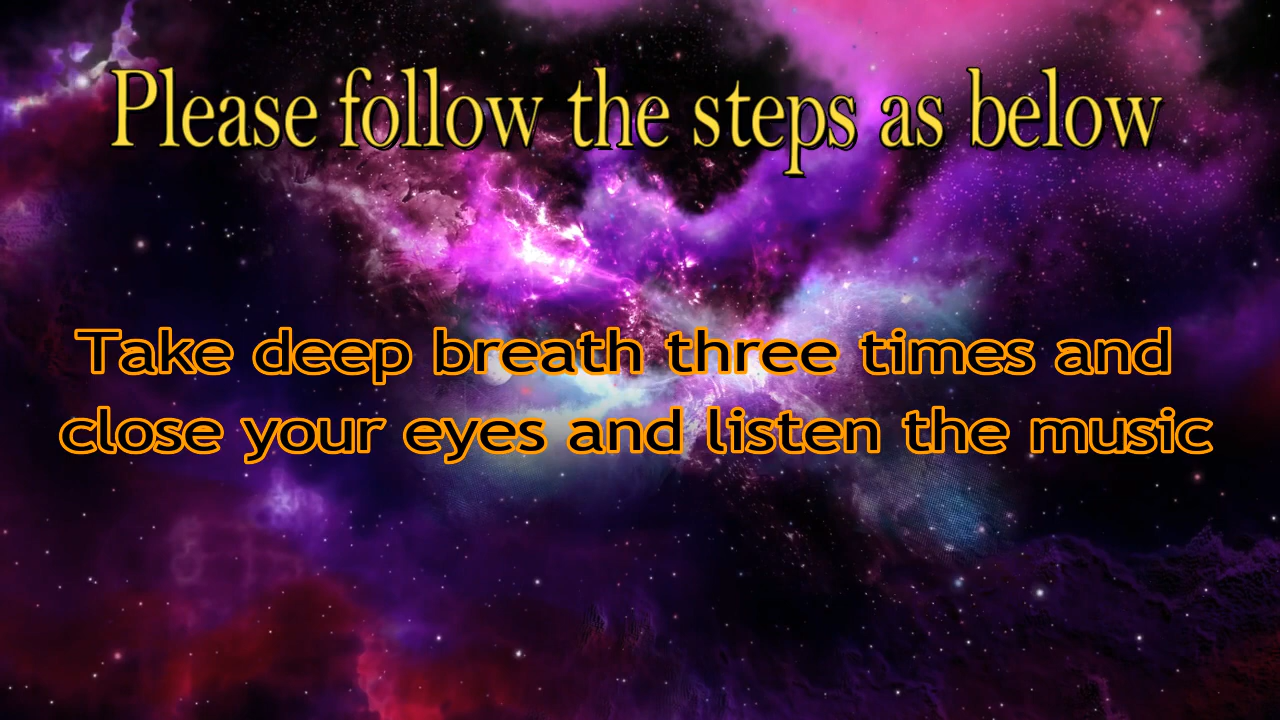 Please follow the steps as below
Take deep breath three times and
close your eyes and listen the music